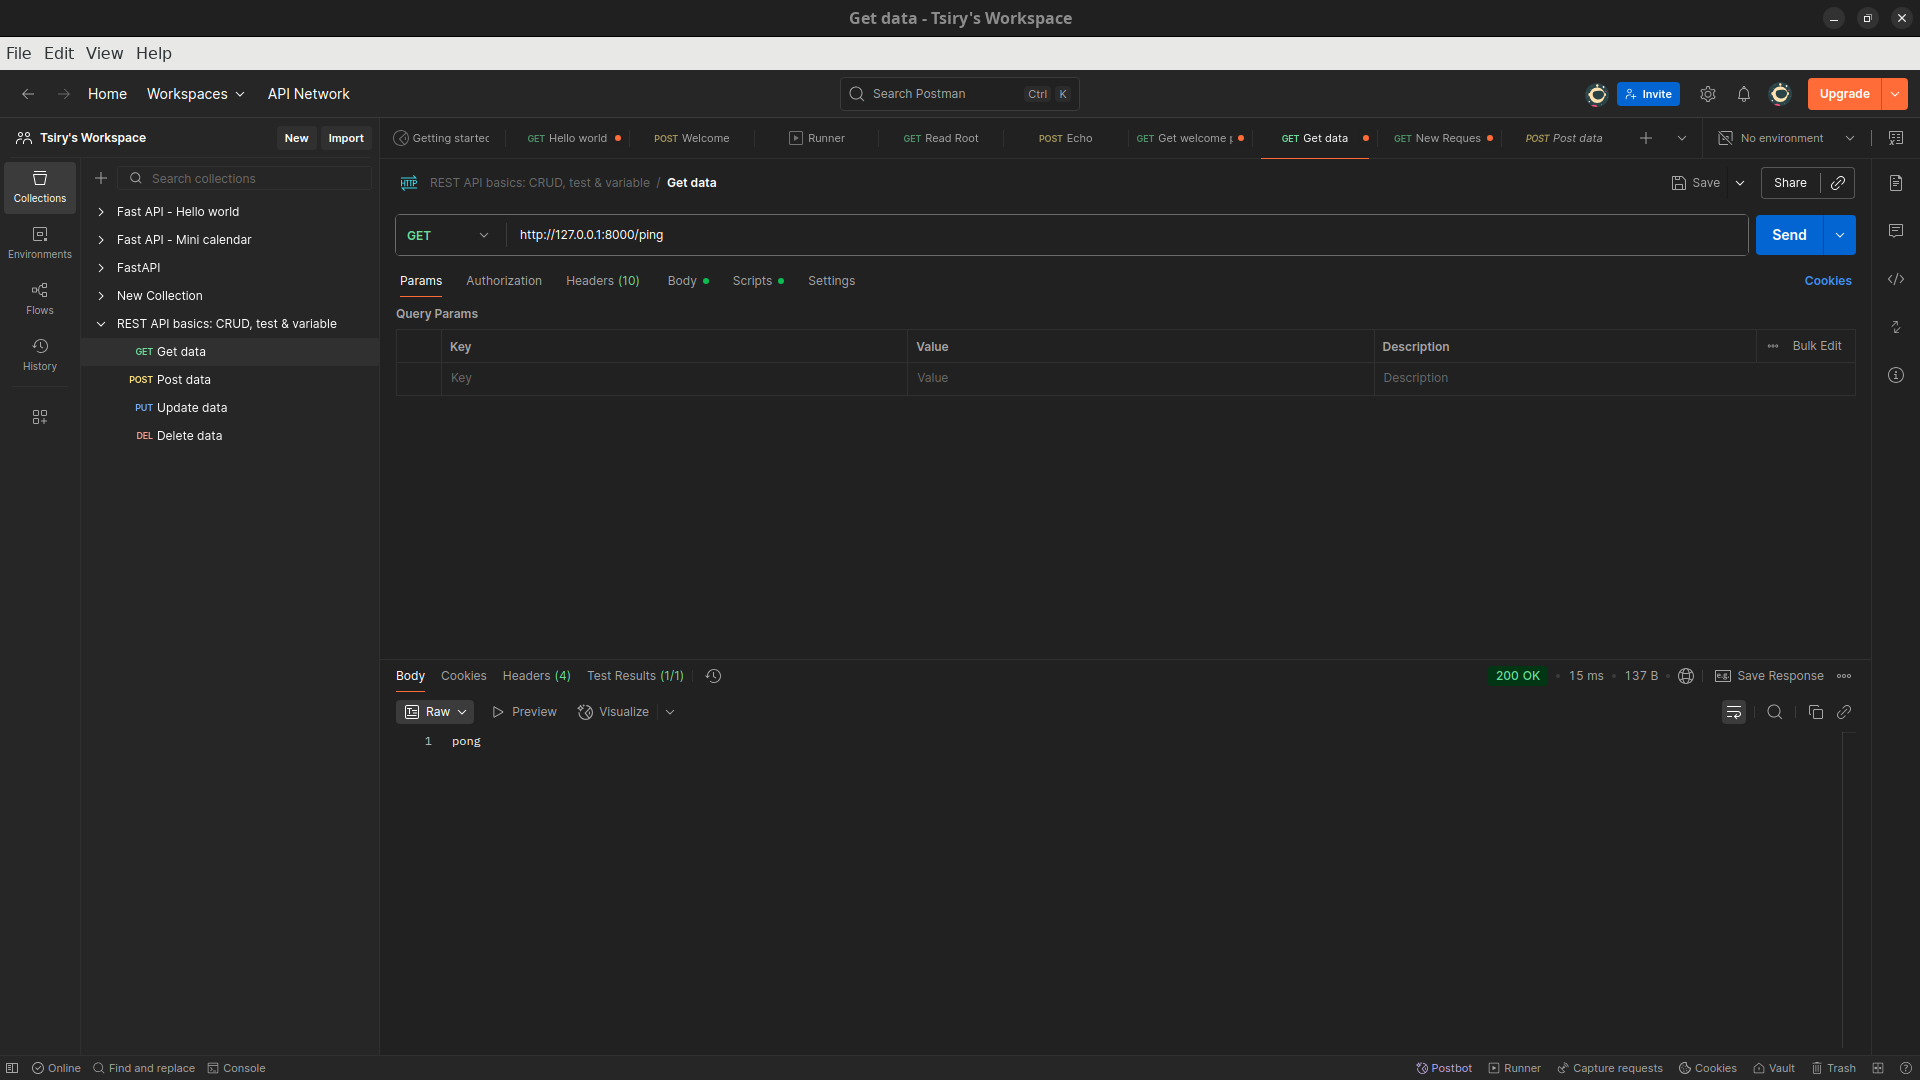 Get data - Tsiry's Workspace
File Edit View Help
Home Workspaces API Network
Search Postman Ctrl K
Invite
Upgrade
Tsiry's Workspace New Import
Getting started
GET Hello world
POST Welcome
Runner
GET Read Root
POST Echo
GET Get welcome
GET Get data
GET New Reques
POST Post data
No environment
Collections
Environments
Flows
History
Search collections
Fast API - Hello world
Fast API - Mini calendar
FastAPI
New Collection
REST API basics: CRUD, test & variable
GET Get data
POST Post data
PUT Update data
DEL Delete data
HTTP REST API basics: CRUD, test & variable / Get data
Save Share
GET http://127.0.0.1:8000/ping Send
Params Authorization Headers (10) Body Scripts Settings Cookies
Query Params
Key Value Description Bulk Edit
Key Value Description
Body Cookies Headers (4) Test Results (1/1)
200 OK • 15 ms • 137 B • e.g. Save Response
Raw Preview Visualize
1 pong
Online Find and replace Console
Postbot Runner Capture requests Cookies Vault Trash